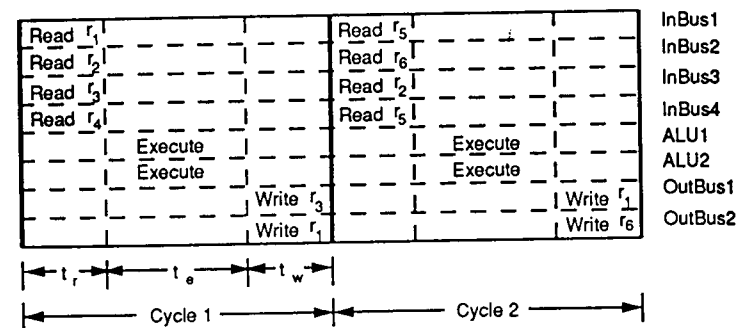 Read r1 Read r5 InBus1
Read r2 Read r6 InBus2
Read r3 Read r2 InBus3
Read r4 Read r5 InBus4
Execute Execute ALU1
Execute Execute ALU2
Write r3 Write r1 OutBus1
Write r1 Write r6 OutBus2
tr te tw
Cycle 1 Cycle 2